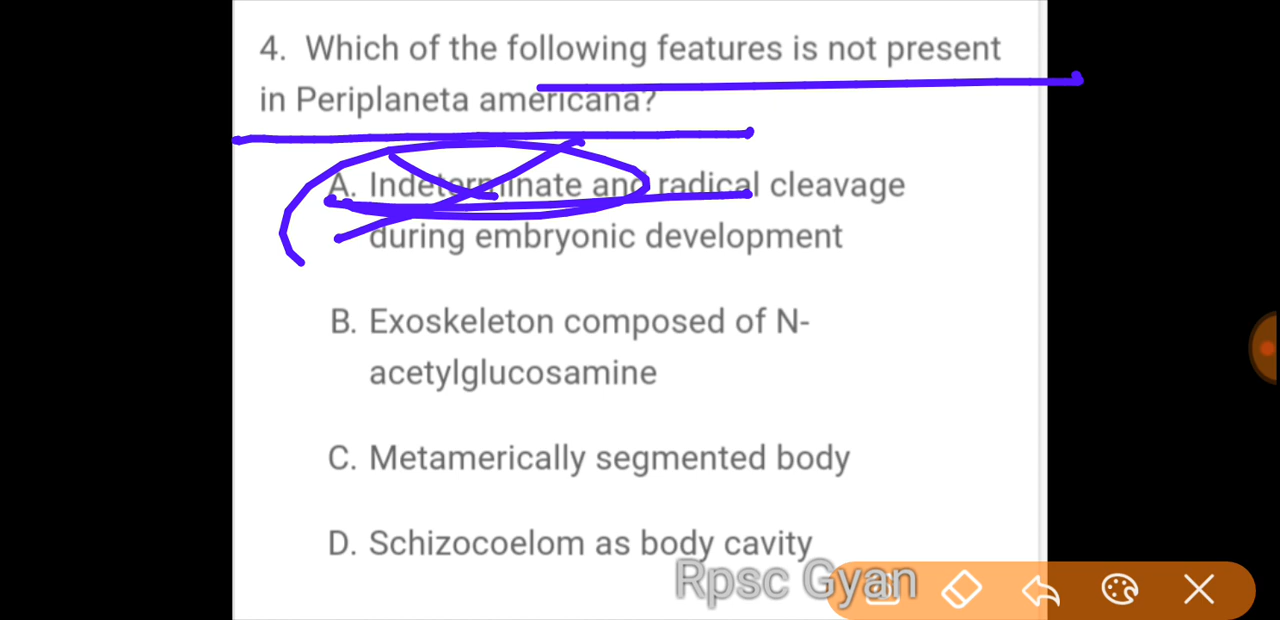 4. Which of the following features is not present
in Periplaneta americana?
A. Indeterminate and radical cleavage
during embryonic development
B. Exoskeleton composed of N-
acetylglucosamine
C. Metamerically segmented body
D. Schizocoelom as body cavity
Rpsc Gyan